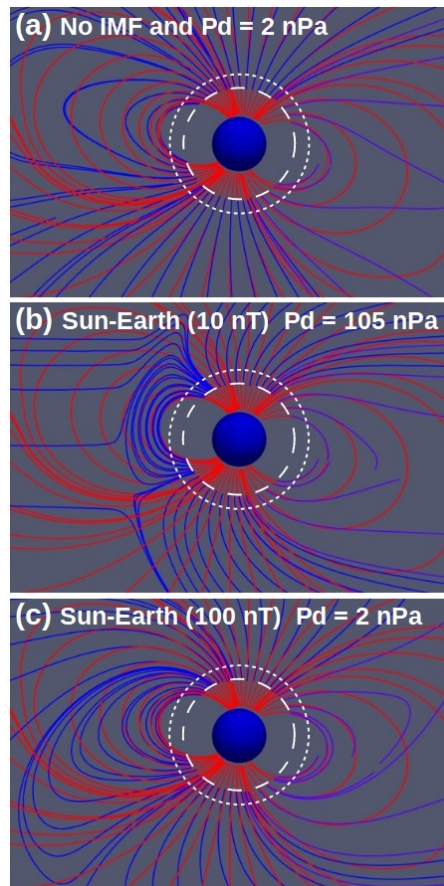 (a) No IMF and Pd = 2 nPa
(b) Sun-Earth (10 nT) Pd = 105 nPa
(c) Sun-Earth (100 nT) Pd = 2 nPa